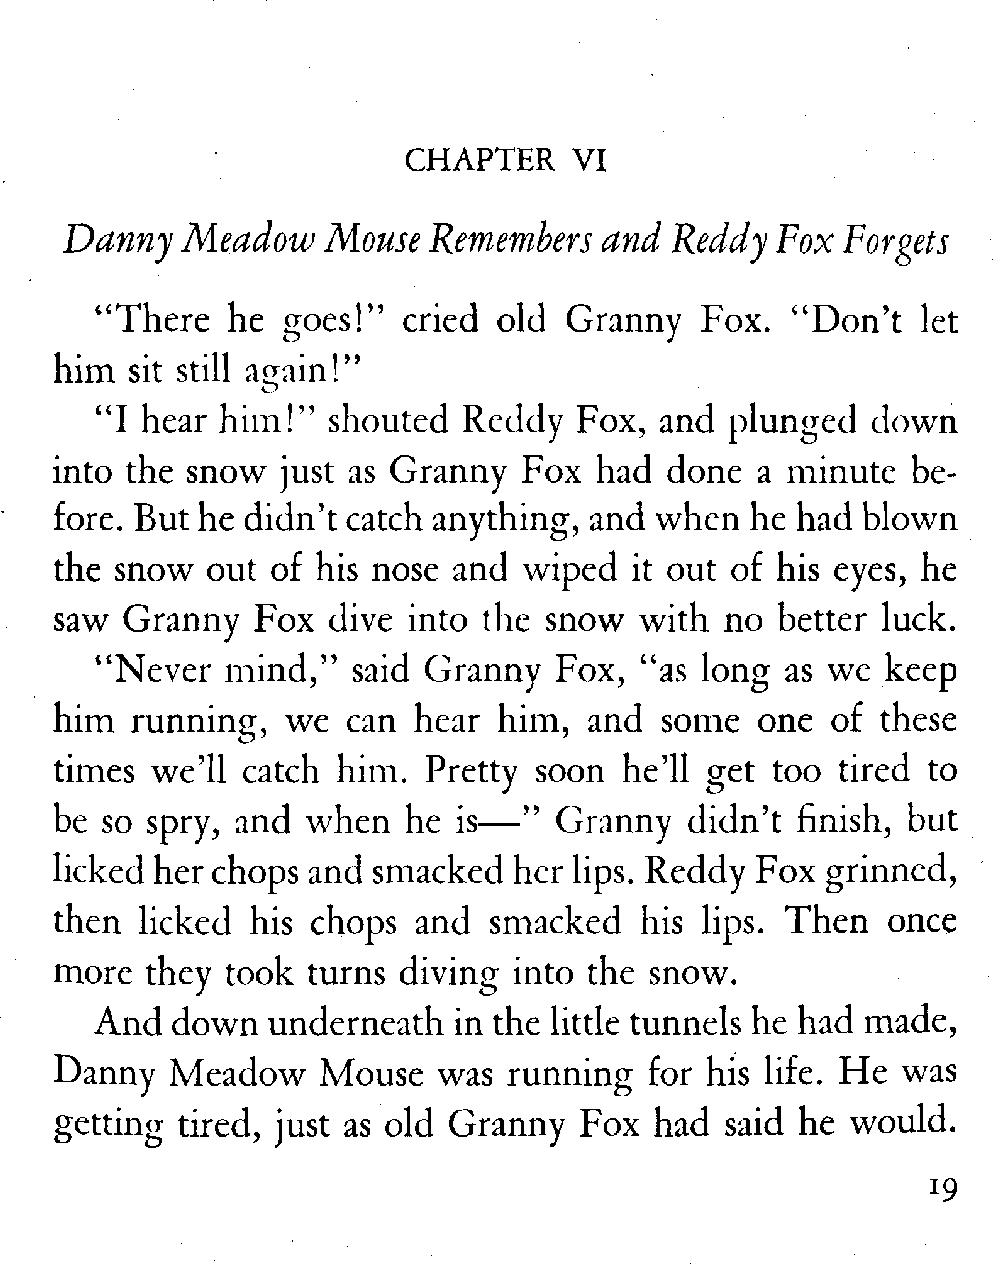 CHAPTER VI
Danny Meadow Mouse Remembers and Reddy Fox Forgets
“There he goes!” cried old Granny Fox. “Don’t let
him sit still again!”
“I hear him!” shouted Reddy Fox, and plunged down
into the snow just as Granny Fox had done a minute be-
fore. But he didn’t catch anything, and when he had blown
the snow out of his nose and wiped it out of his eyes, he
saw Granny Fox dive into the snow with no better luck.
“Never mind,” said Granny Fox, “as long as we keep
him running, we can hear him, and some one of these
times we’ll catch him. Pretty soon he’ll get too tired to
be so spry, and when he is—” Granny didn’t finish, but
licked her chops and smacked her lips. Reddy Fox grinned,
then licked his chops and smacked his lips. Then once
more they took turns diving into the snow.
And down underneath in the little tunnels he had made,
Danny Meadow Mouse was running for his life. He was
getting tired, just as old Granny Fox had said he would.
19